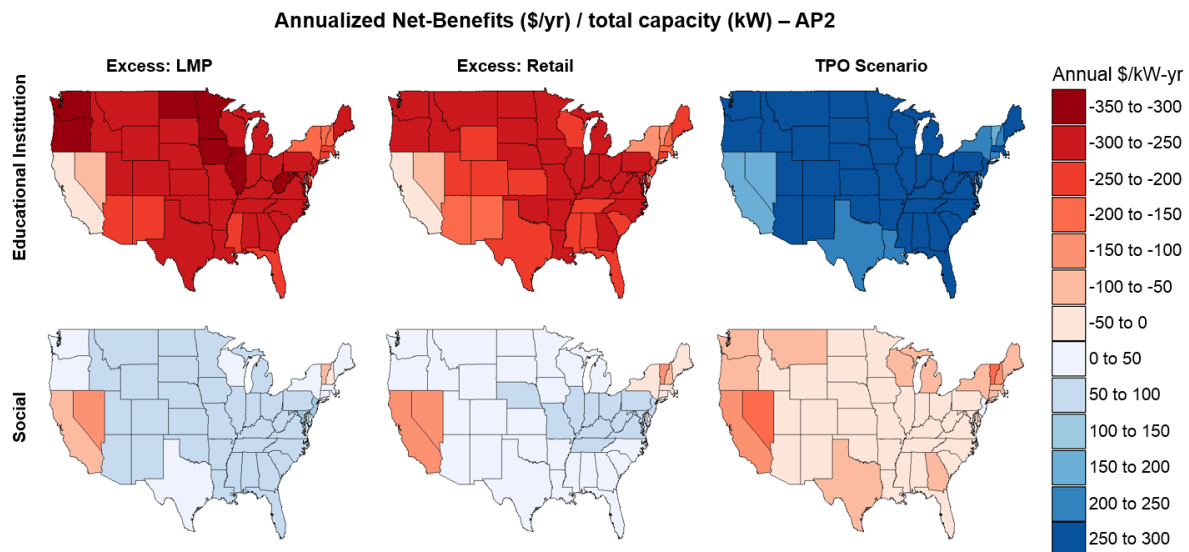 Annualized Net-Benefits ($/yr) / total capacity (kW) – AP2
Excess: LMP
Excess: Retail
TPO Scenario
Educational Institution
Social
Annual $/kW-yr
-350 to -300
-300 to -250
-250 to -200
-200 to -150
-150 to -100
-100 to -50
-50 to 0
0 to 50
50 to 100
100 to 150
150 to 200
200 to 250
250 to 300